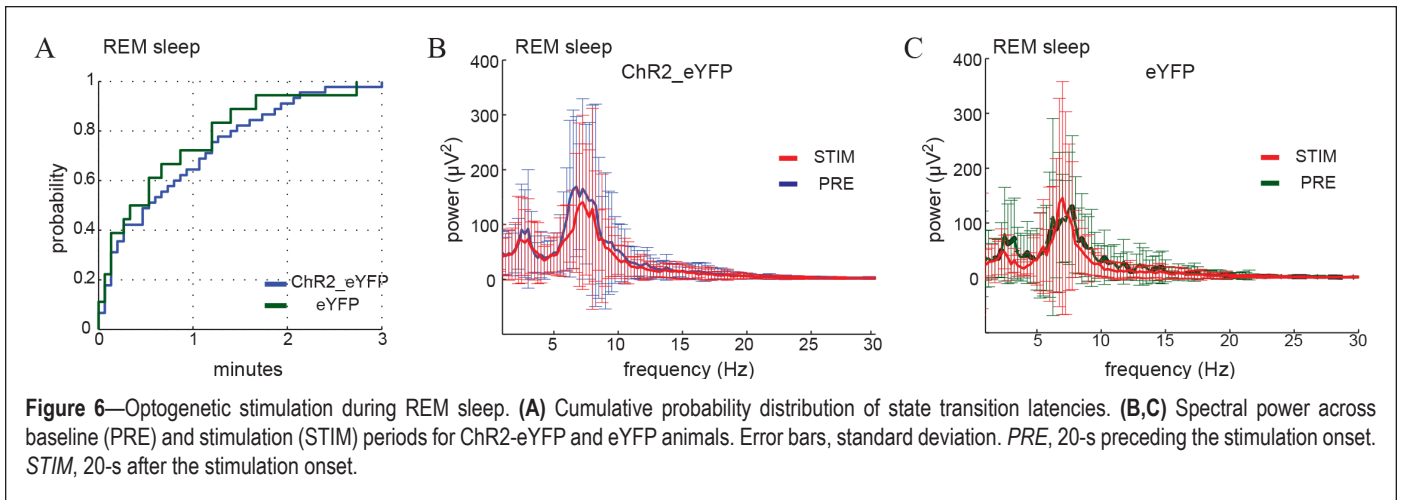 A
REM sleep
probability
1
0.8
0.6
0.4
0.2
0
ChR2_eYFP
eYFP
0 1 2 3
minutes
B
REM sleep
ChR2_eYFP
power (µV²)
400
300
200
100
0
STIM
PRE
5 10 15 20 30
frequency (Hz)
C
REM sleep
eYFP
power (µV²)
400
300
200
100
0
STIM
PRE
5 10 15 20 30
frequency (Hz)
Figure 6—Optogenetic stimulation during REM sleep. (A) Cumulative probability distribution of state transition latencies. (B,C) Spectral power across
baseline (PRE) and stimulation (STIM) periods for ChR2-eYFP and eYFP animals. Error bars, standard deviation. PRE, 20-s preceding the stimulation onset.
STIM, 20-s after the stimulation onset.